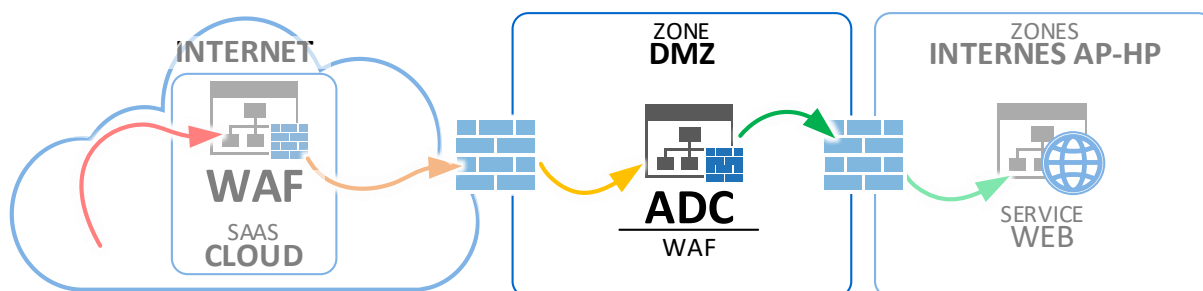 INTERNET
WAF
SAAS
CLOUD
ZONE
DMZ
ADC
WAF
ZONES
INTERNES AP-HP
SERVICE
WEB